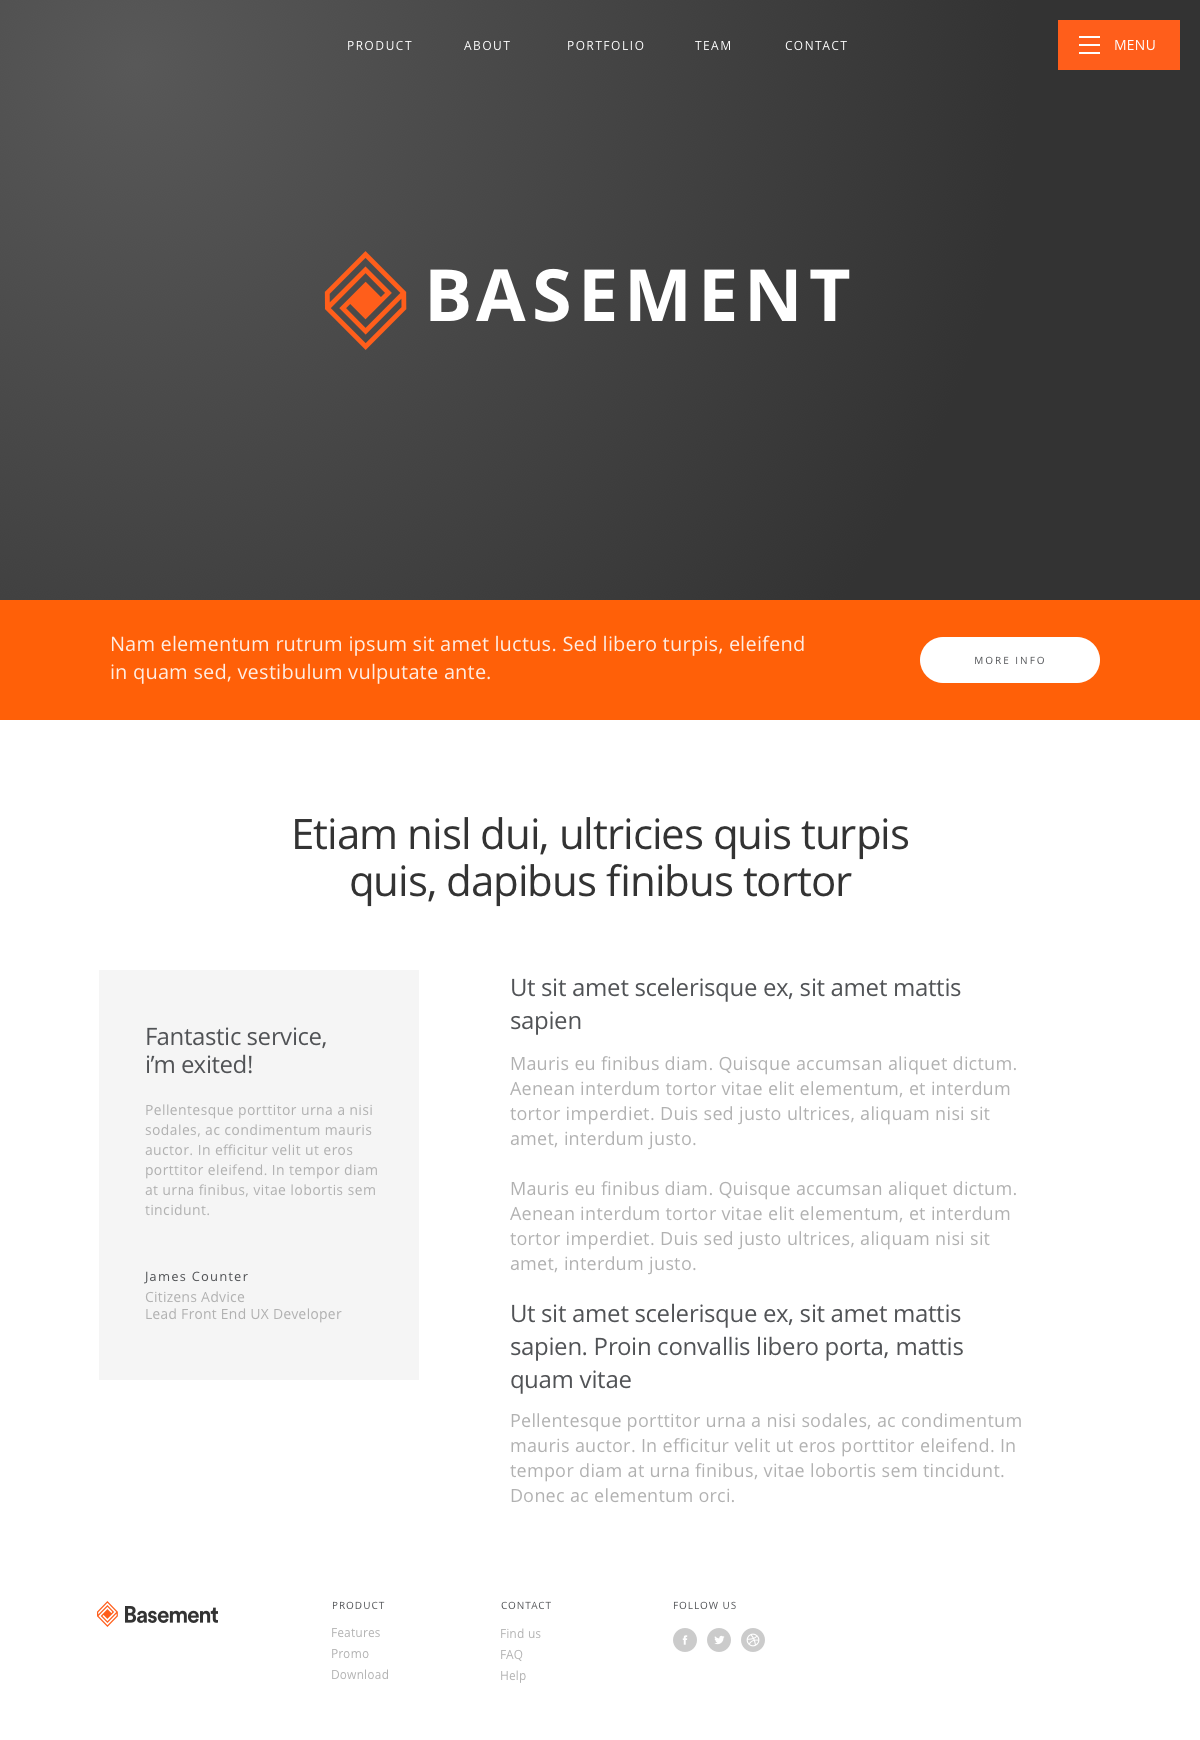 PRODUCT ABOUT PORTFOLIO TEAM CONTACT MENU
BASEMENT
Nam elementum rutrum ipsum sit amet luctus. Sed libero turpis, eleifend
in quam sed, vestibulum vulputate ante.
MORE INFO
Etiam nisl dui, ultricies quis turpis
quis, dapibus finibus tortor
Fantastic service,
i’m exited!
Pellentesque porttitor urna a nisi
sodales, ac condimentum mauris
auctor. In efficitur velit ut eros
porttitor eleifend. In tempor diam
at urna finibus, vitae lobortis sem
tincidunt.
James Counter
Citizens Advice
Lead Front End UX Developer
Ut sit amet scelerisque ex, sit amet mattis
sapien
Mauris eu finibus diam. Quisque accumsan aliquet dictum.
Aenean interdum tortor vitae elit elementum, et interdum
tortor imperdiet. Duis sed justo ultrices, aliquam nisi sit
amet, interdum justo.
Mauris eu finibus diam. Quisque accumsan aliquet dictum.
Aenean interdum tortor vitae elit elementum, et interdum
tortor imperdiet. Duis sed justo ultrices, aliquam nisi sit
amet, interdum justo.
Ut sit amet scelerisque ex, sit amet mattis
sapien. Proin convallis libero porta, mattis
quam vitae
Pellentesque porttitor urna a nisi sodales, ac condimentum
mauris auctor. In efficitur velit ut eros porttitor eleifend. In
tempor diam at urna finibus, vitae lobortis sem tincidunt.
Donec ac elementum orci.
Basement
PRODUCT
Features
Promo
Download
CONTACT
Find us
FAQ
Help
FOLLOW US